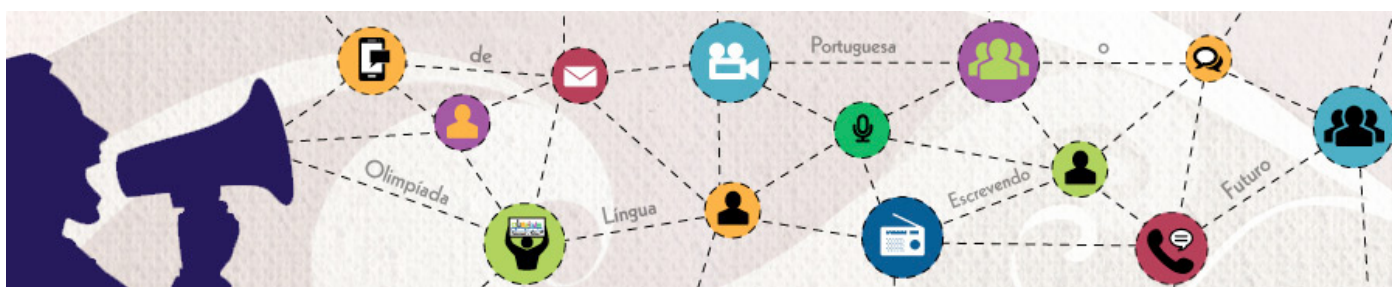 Olimpíada
de
Língua
Portuguesa
Escrevendo
o
Futuro